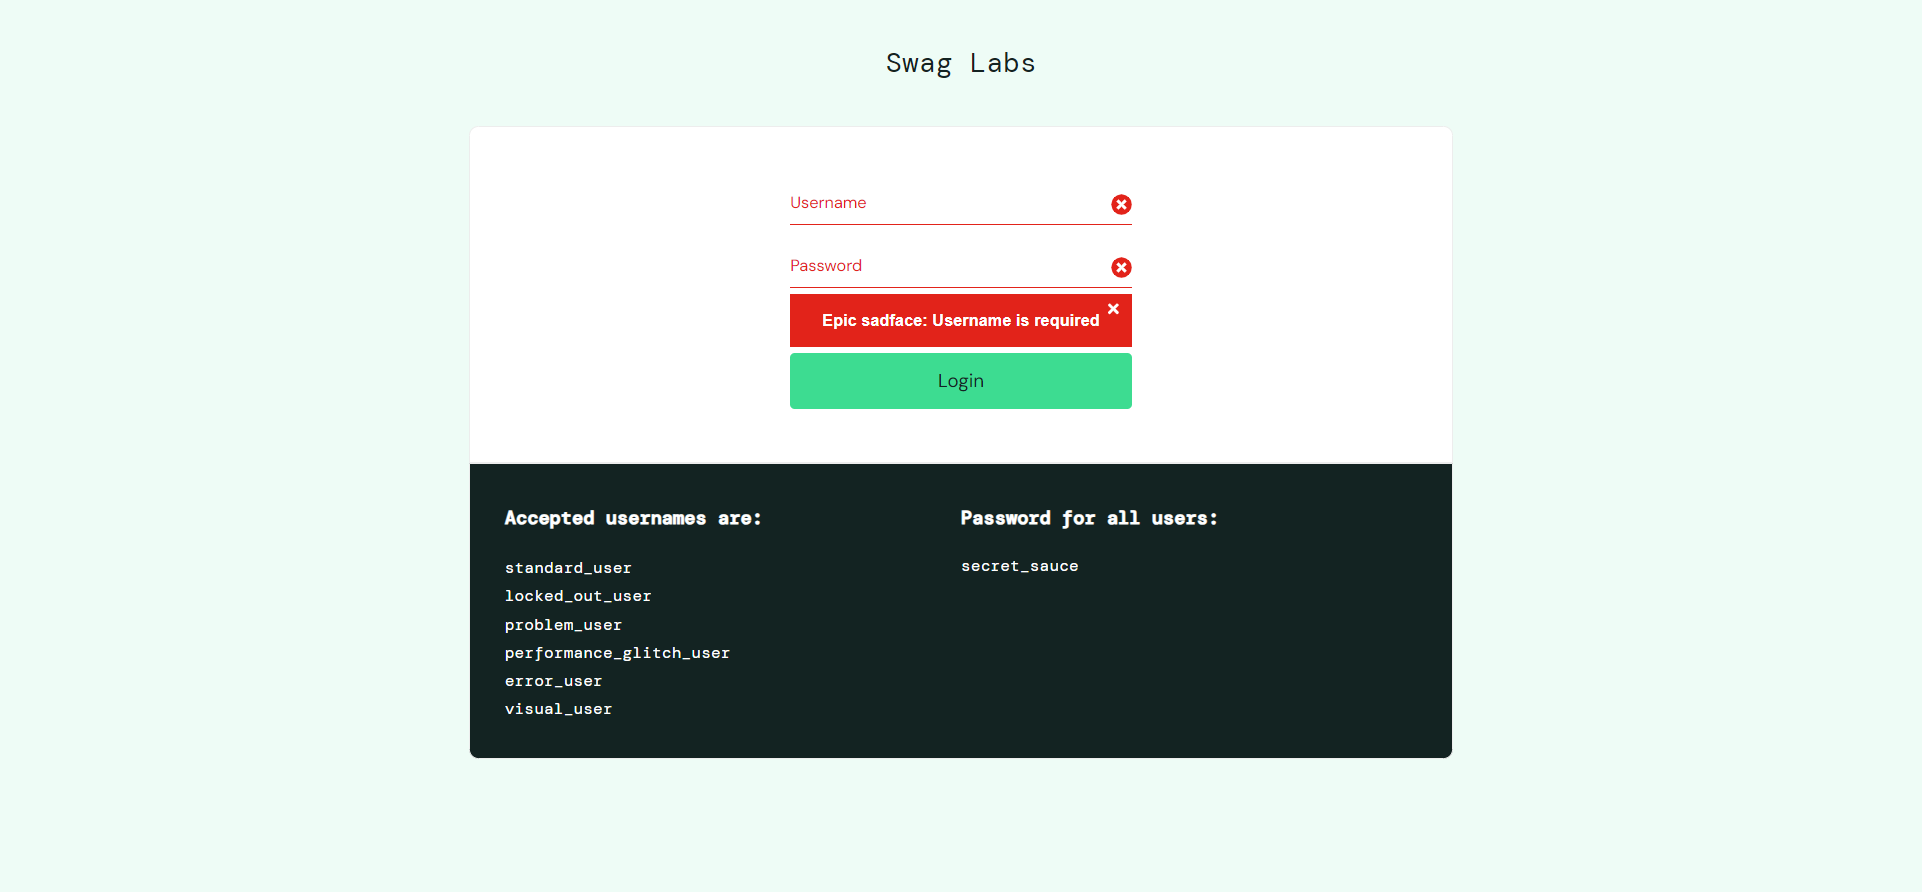 Swag Labs
Username
Password
Epic sadface: Username is required
Login
Accepted usernames are:
standard_user
locked_out_user
problem_user
performance_glitch_user
error_user
visual_user
Password for all users:
secret_sauce